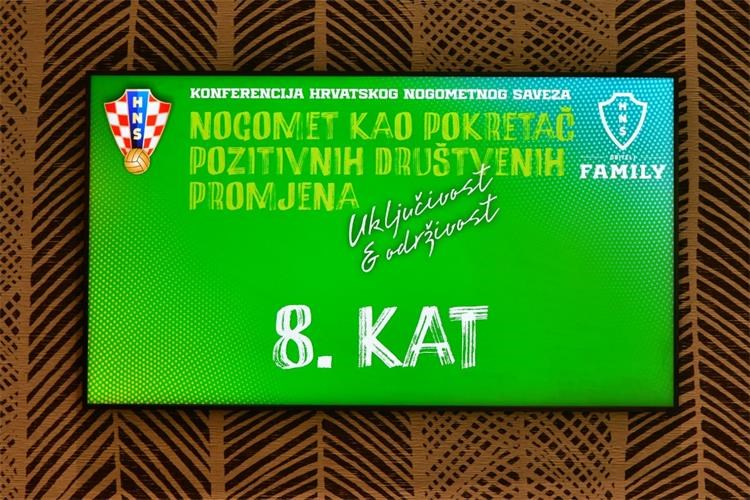 HNS
KONFERENCIJA HRVATSKOG NOGOMETNOG SAVEZA
NOGOMET KAO POKRETAČ
POZITIVNIH DRUŠTVENIH
PROMJENA
Uključivost
& održivost
HNS
FAMILY
8. KAT